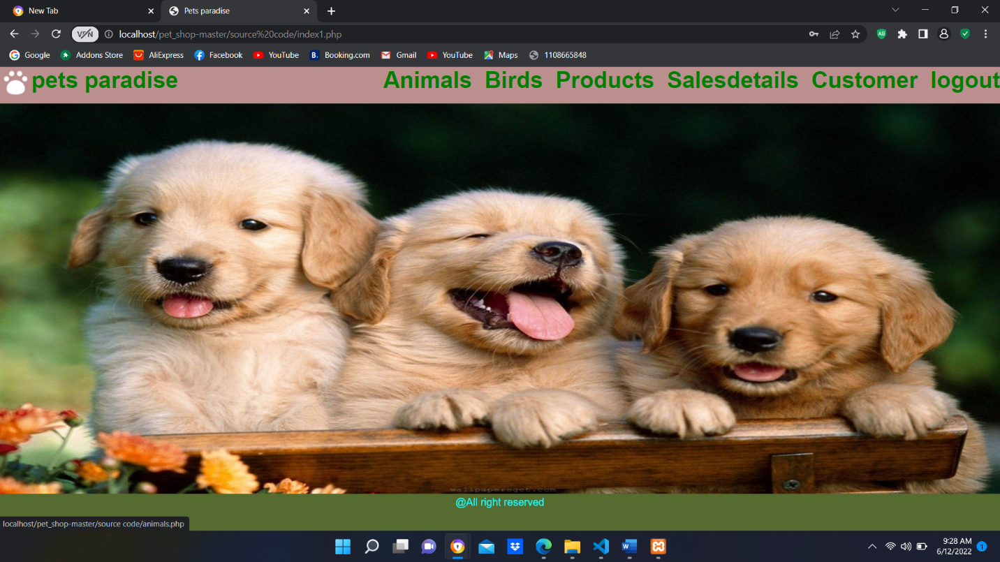 New Tab
Pets paradise
VPN
localhost/pet_shop-master/source%20code/index1.php
Google Addons Store AliExpress Facebook YouTube B. Booking.com Gmail YouTube Maps 1108665848
pets paradise Animals Birds Products Salesdetails Customer logout
wallpapersget.com
@All right reserved
localhost/pet_shop-master/source code/animals.php
9:28 AM
6/12/2022
1